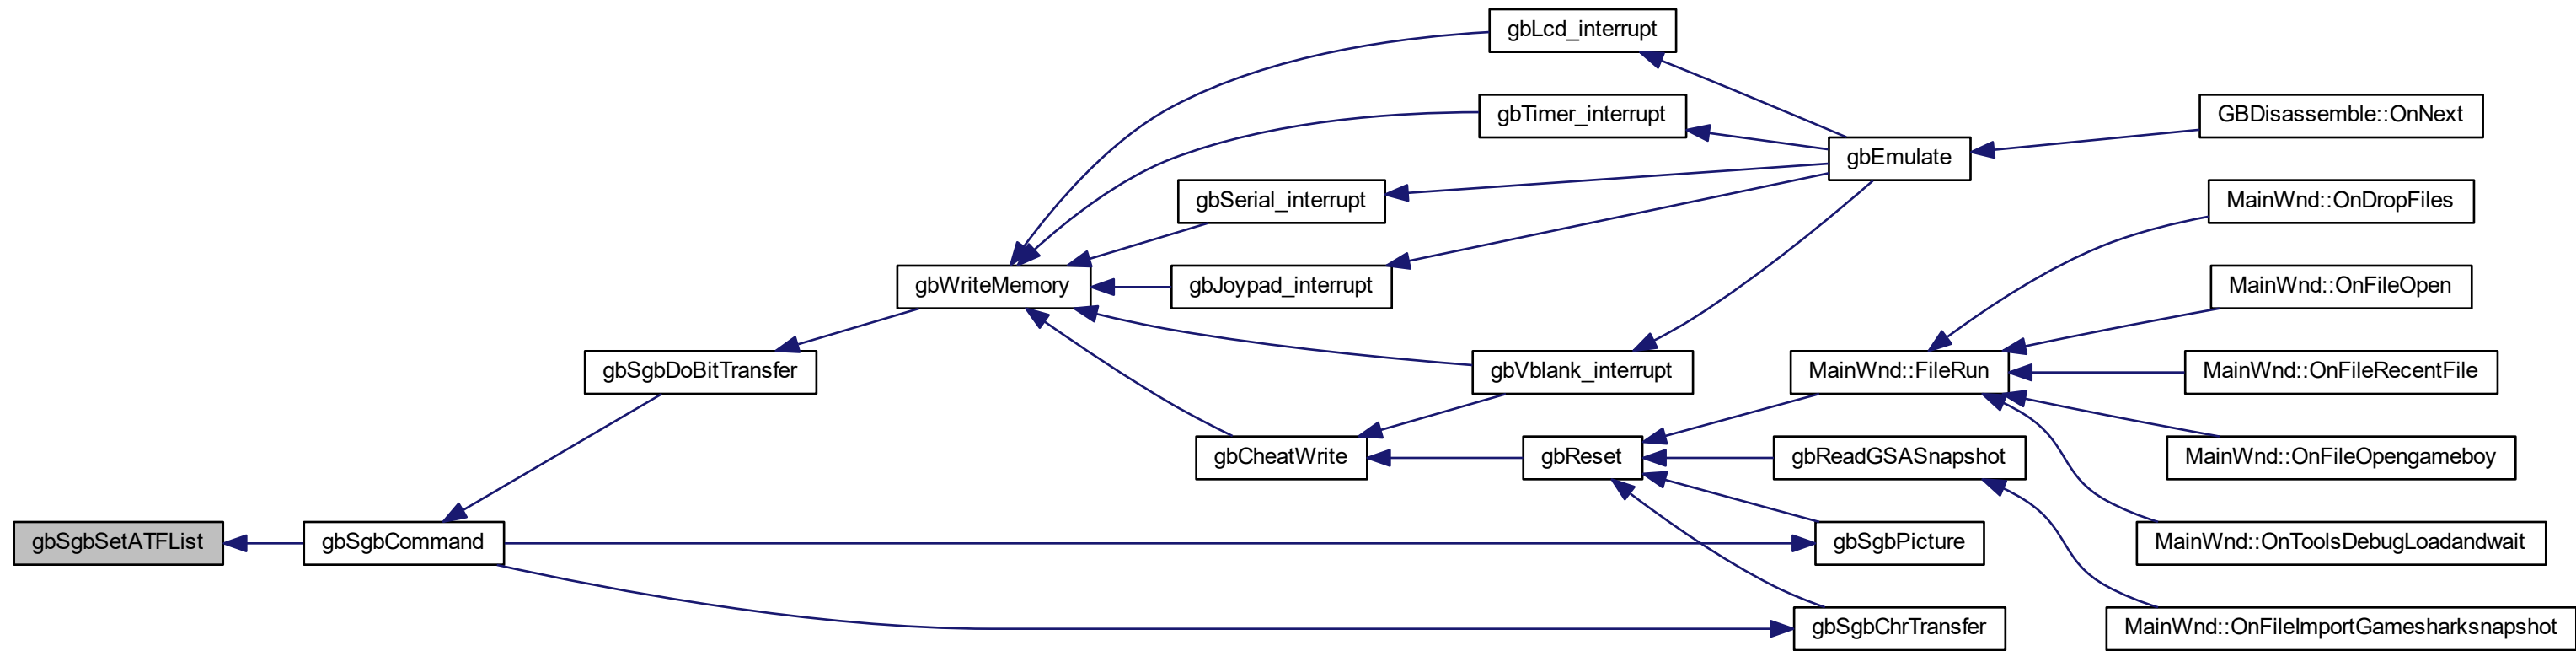 gbLcd_interrupt
gbTimer_interrupt
GBDisassemble::OnNext
gbEmulate
gbSerial_interrupt
MainWnd::OnDropFiles
gbWriteMemory
gbJoypad_interrupt
MainWnd::OnFileOpen
gbSgbDoBitTransfer
gbVblank_interrupt
MainWnd::FileRun
MainWnd::OnFileRecentFile
gbCheatWrite
gbReset
gbReadGSASnapshot
MainWnd::OnFileOpengameboy
gbSgbSetATFList
gbSgbCommand
gbSgbPicture
MainWnd::OnToolsDebugLoadandwait
gbSgbChrTransfer
MainWnd::OnFileImportGamesharksnapshot